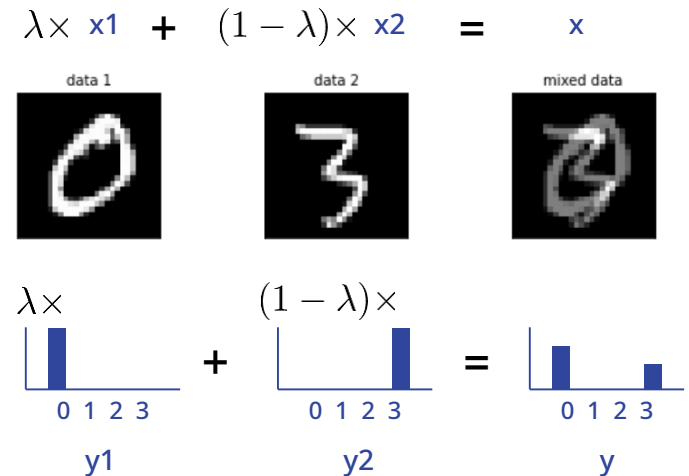 λ× x1 + (1 − λ)× x2 = x
data 1 data 2 mixed data
λ× (1 − λ)×
+ =
0 1 2 3 0 1 2 3 0 1 2 3
y1 y2 y